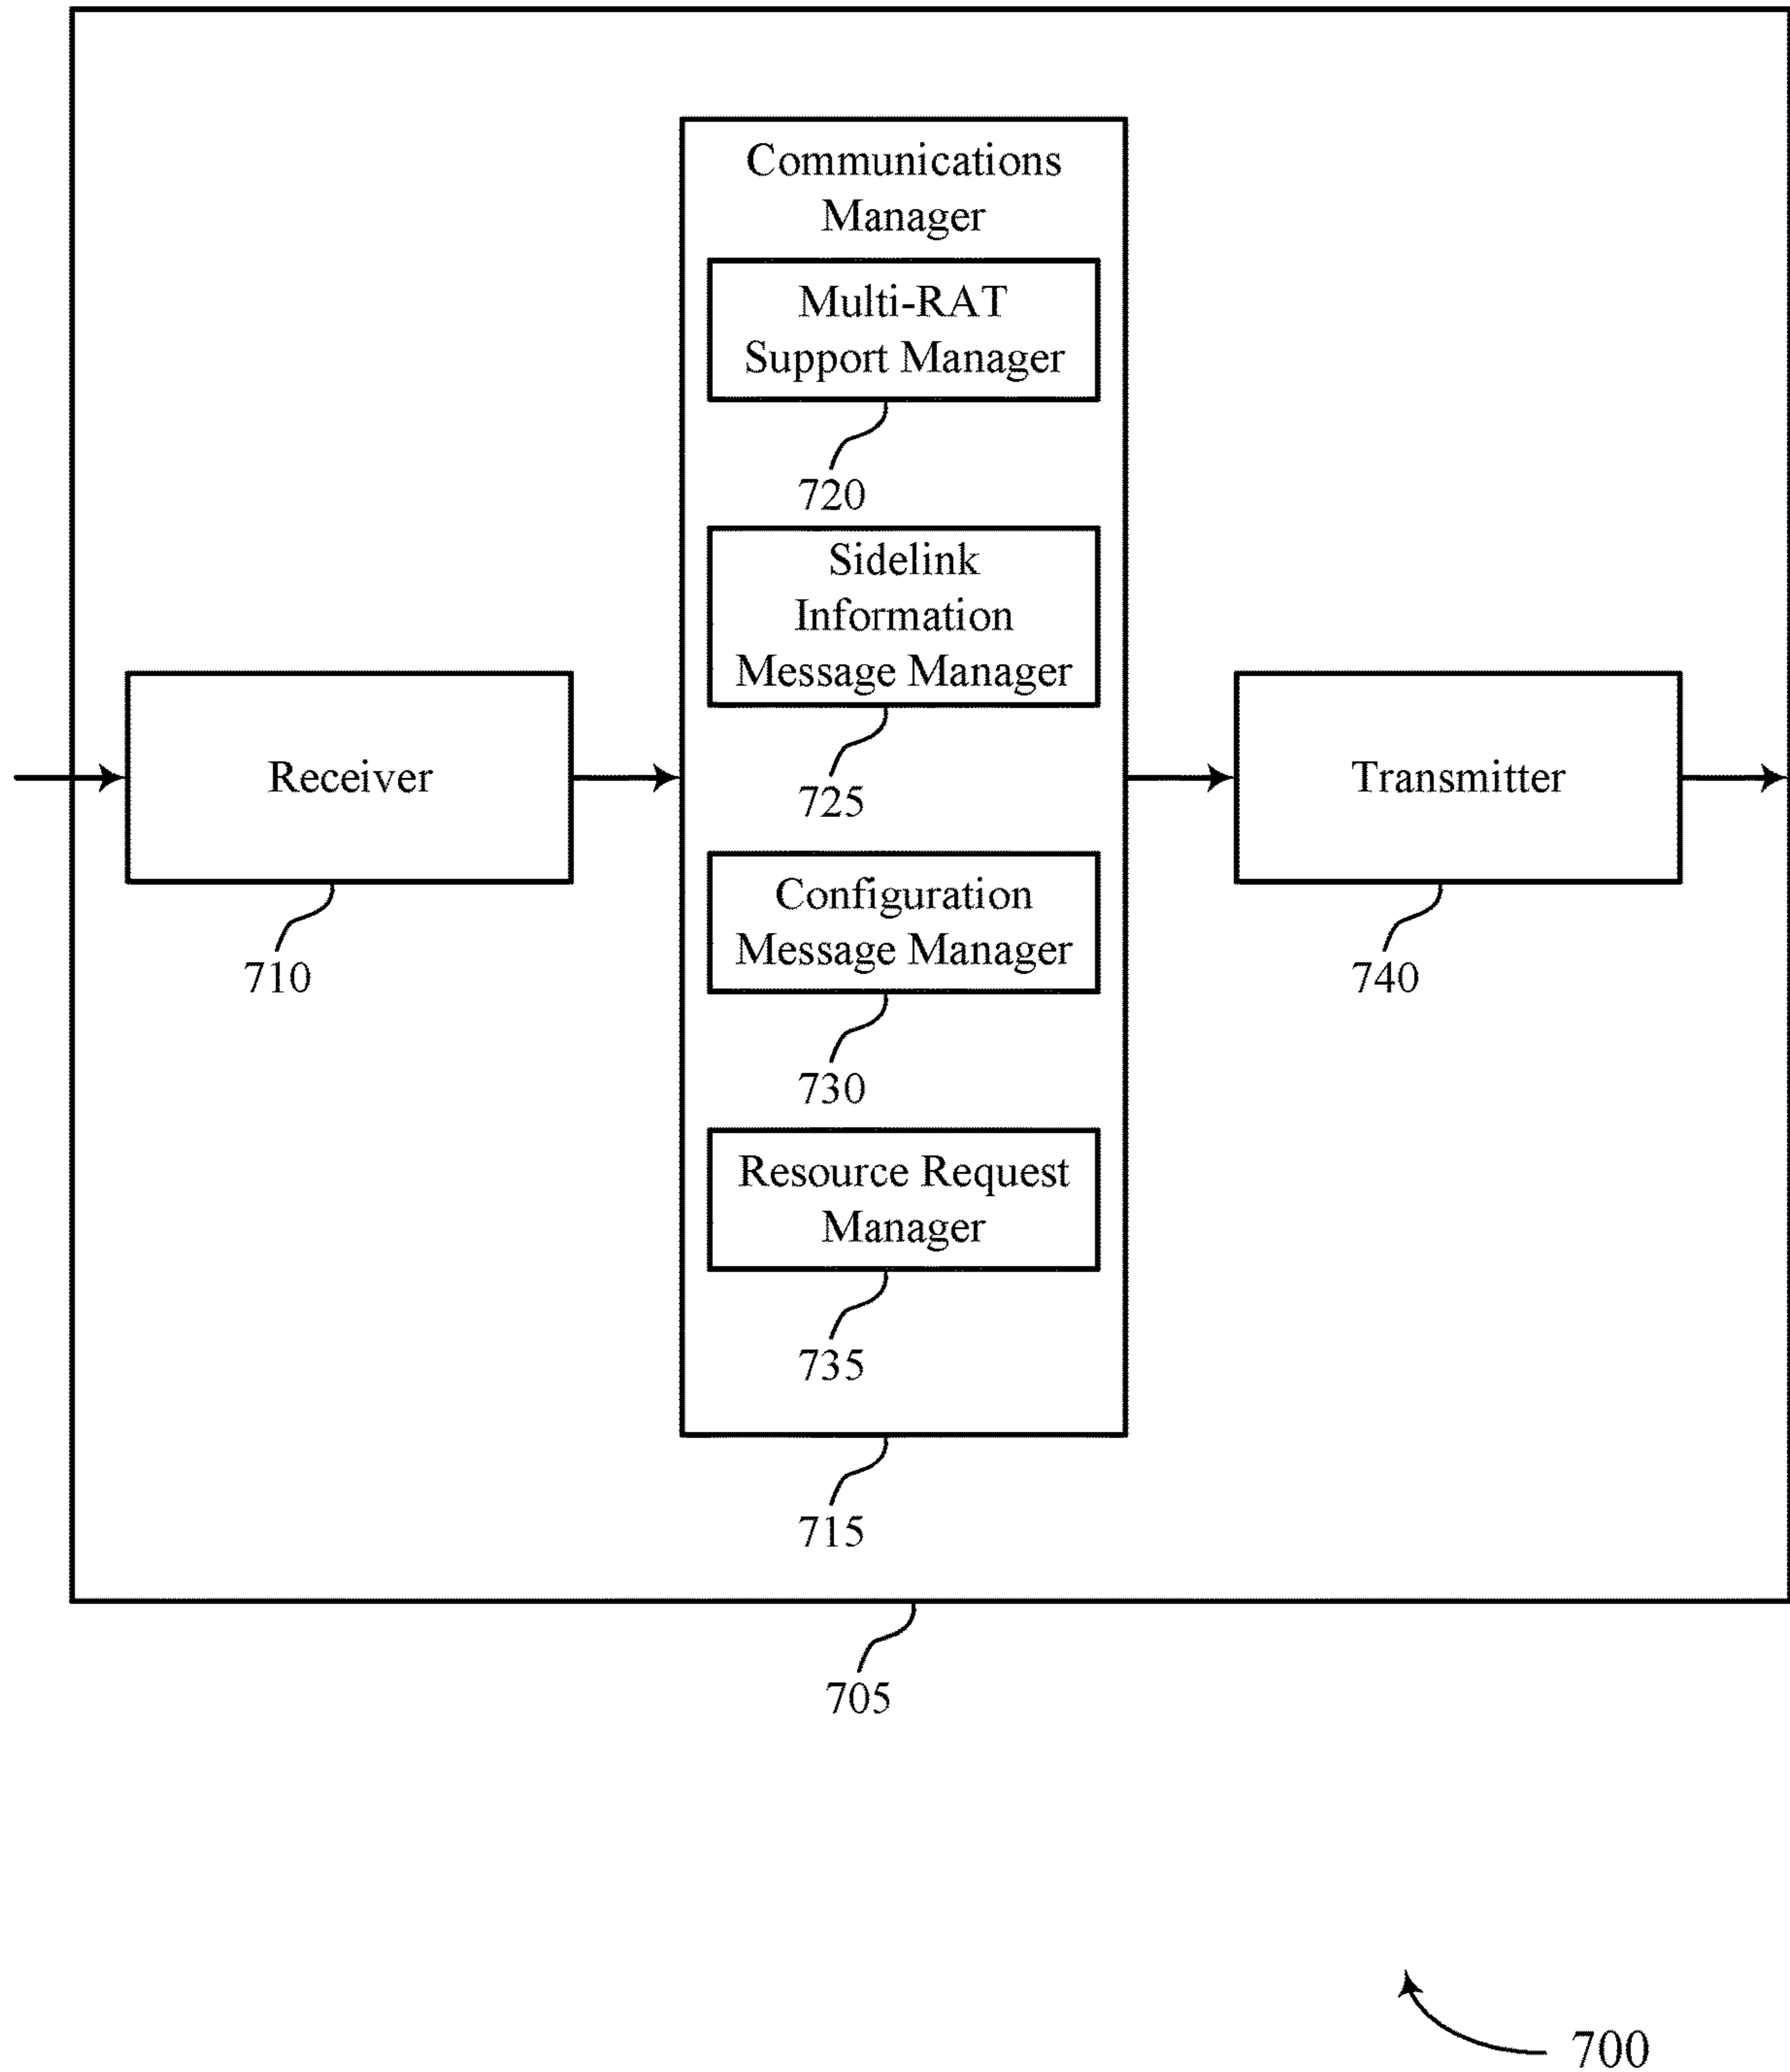 Communications
Manager
Multi-RAT
Support Manager
720
Sidelink
Information
Message Manager
725
Receiver
710
Transmitter
740
Configuration
Message Manager
730
Resource Request
Manager
735
715
705
700